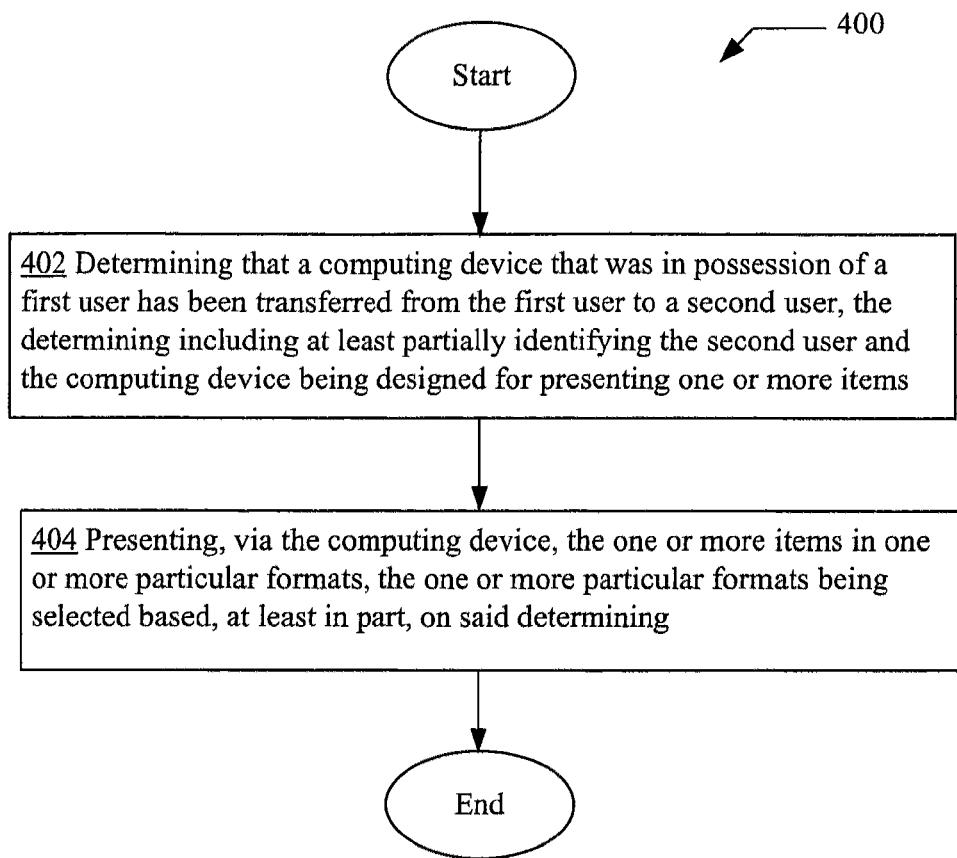 400
Start
402 Determining that a computing device that was in possession of a
first user has been transferred from the first user to a second user, the
determining including at least partially identifying the second user and
the computing device being designed for presenting one or more items
404 Presenting, via the computing device, the one or more items in one
or more particular formats, the one or more particular formats being
selected based, at least in part, on said determining
End